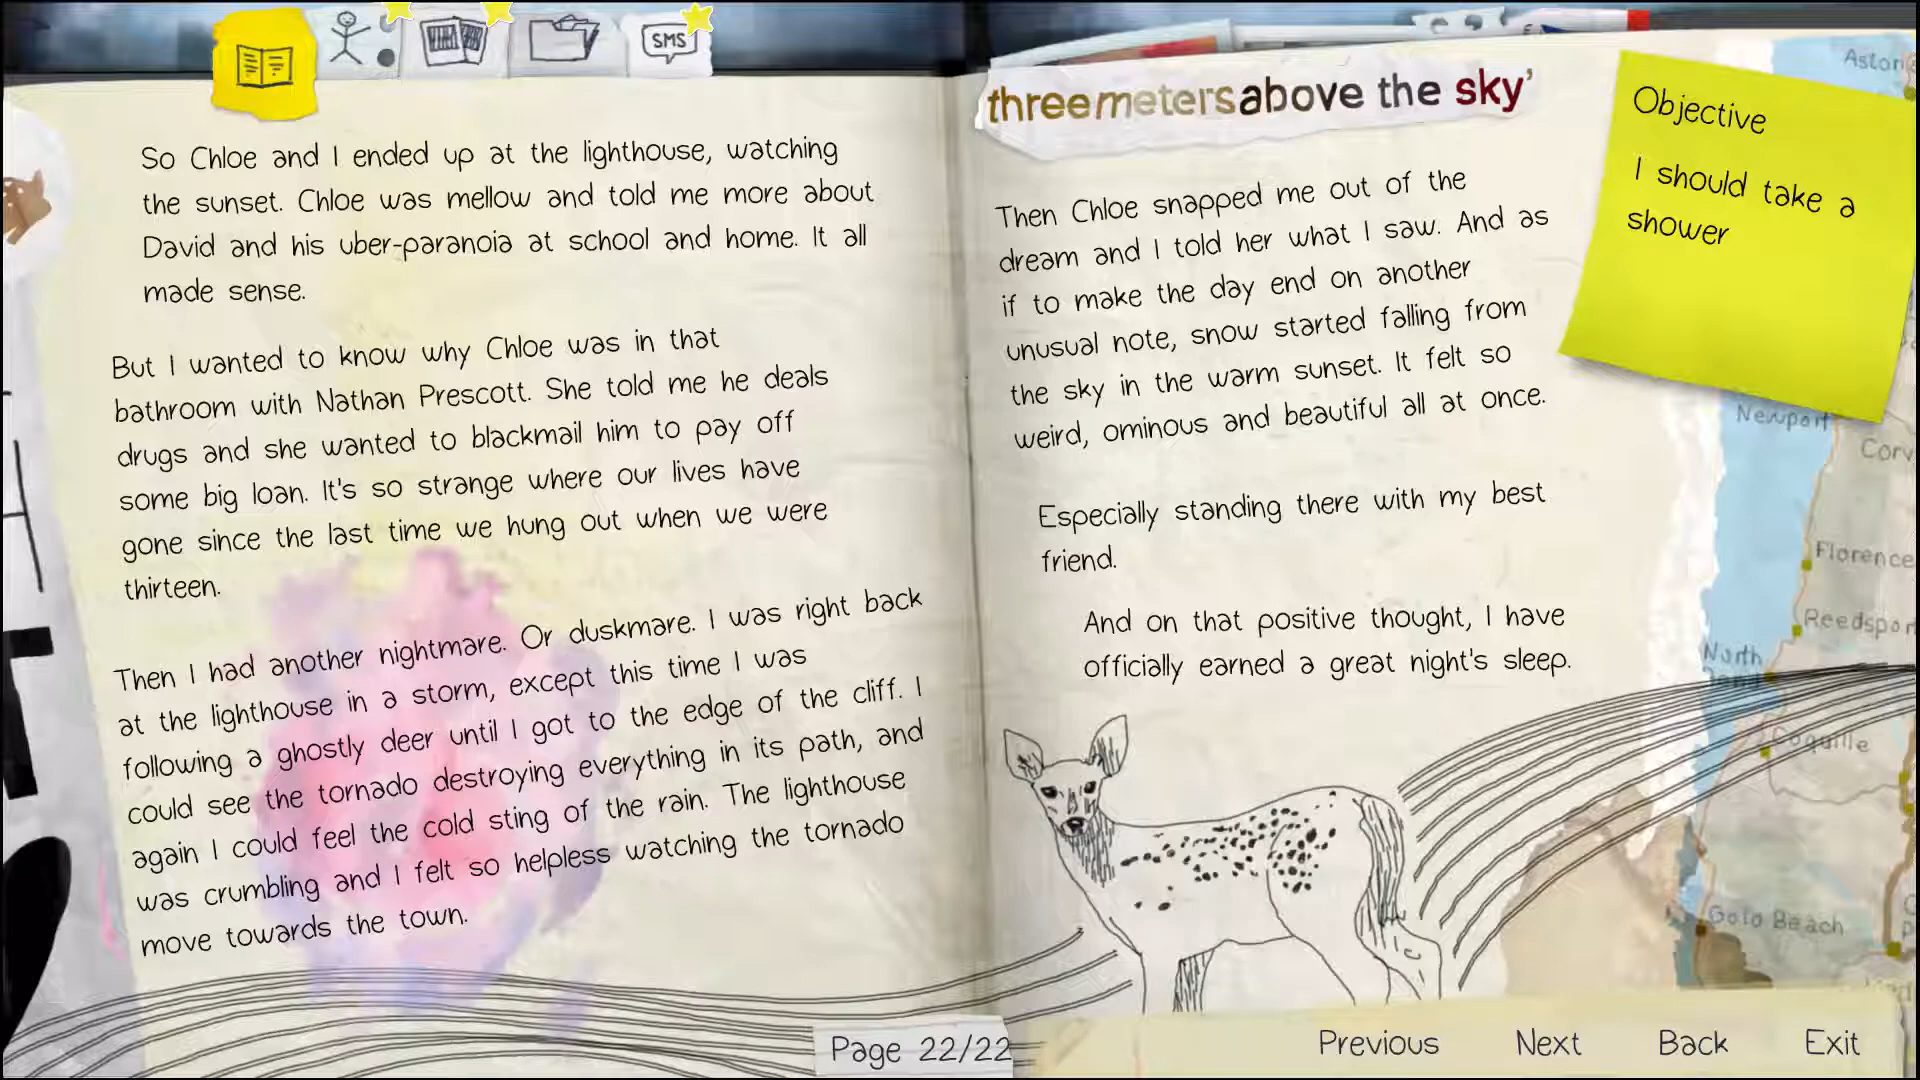 SMS
So Chloe and I ended up at the lighthouse, watching
the sunset. Chloe was mellow and told me more about
David and his uber-paranoia at school and home. It all
made sense.
But I wanted to know why Chloe was in that
bathroom with Nathan Prescott. She told me he deals
drugs and she wanted to blackmail him to pay off
some big loan. It's so strange where our lives have
gone since the last time we hung out when we were
thirteen.
Then I had another nightmare. Or duskmare. I was right back
at the lighthouse in a storm, except this time I was
following a ghostly deer until I got to the edge of the cliff. I
could see the tornado destroying everything in its path, and
again I could feel the cold sting of the rain. The lighthouse
was crumbling and I felt so helpless watching the tornado
move towards the town.
three meters above the sky'
Then Chloe snapped me out of the
dream and I told her what I saw. And as
if to make the day end on another
unusual note, snow started falling from
the sky in the warm sunset. It felt so
weird, ominous and beautiful all at once.
Especially standing there with my best
friend.
And on that positive thought, I have
officially earned a great night's sleep.
Objective
I should take a
shower
Newport
Florence
Reedspor
North
Coquille
Gold Beach
Page 22/22
Previous Next Back Exit